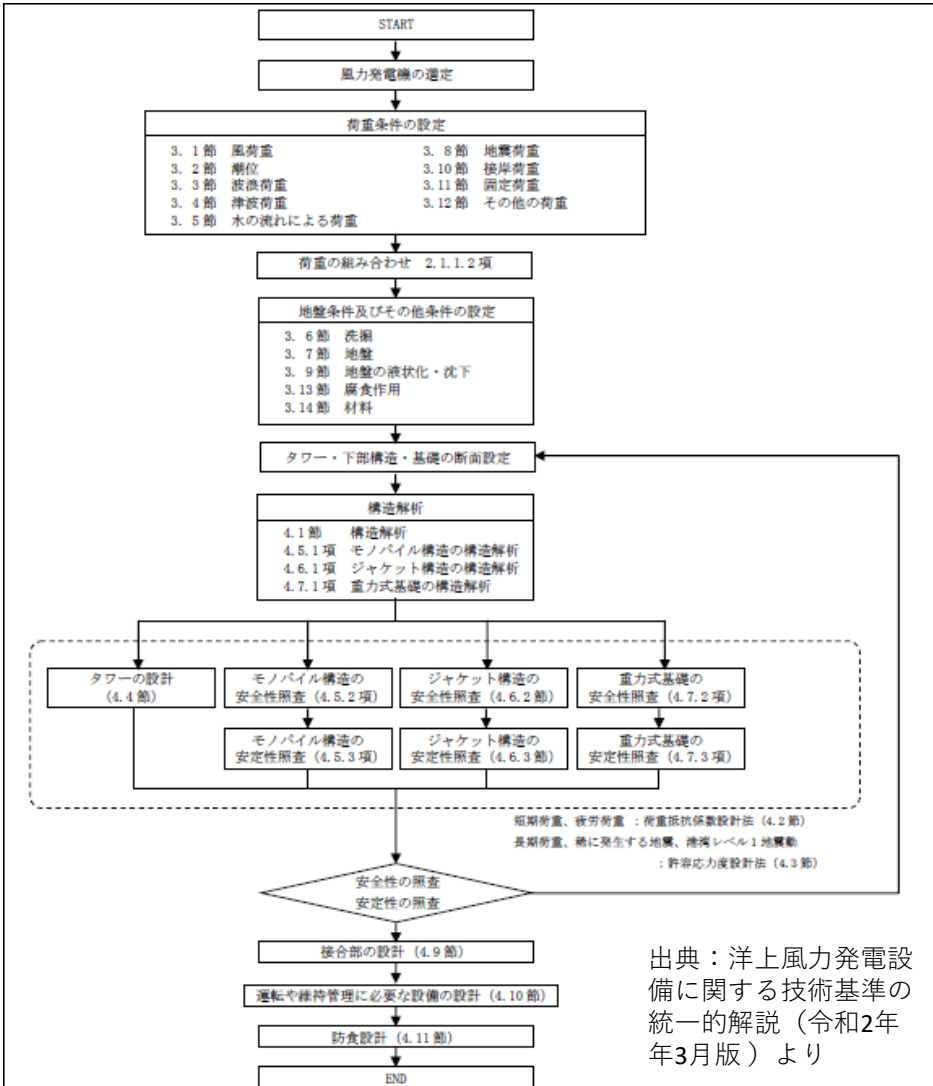 START
風力発電機の選定
荷重条件の設定
3. 1節 風荷重
3. 2節 潮位
3. 3節 波浪荷重
3. 4節 津波荷重
3. 5節 水の流れによる荷重
3. 8節 地震荷重
3.10節 接岸荷重
3.11節 固定荷重
3.12節 その他の荷重
荷重の組み合わせ 2.1.1.2項
地盤条件及びその他条件の設定
3. 6節 洗掘
3. 7節 地盤
3. 9節 地盤の液状化・沈下
3.13節 腐食作用
3.14節 材料
タワー・下部構造・基礎の断面設定
構造解析
4.1節 構造解析
4.5.1項 モノパイル構造の構造解析
4.6.1項 ジャケット構造の構造解析
4.7.1項 重力式基礎の構造解析
タワーの設計
(4.4節)
モノパイル構造の
安全性照査 (4.5.2項)
ジャケット構造の
安全性照査 (4.6.2節)
重力式基礎の
安全性照査 (4.7.2項)
モノパイル構造の
安定性照査 (4.5.3項)
ジャケット構造の
安定性照査 (4.6.3節)
重力式基礎の
安定性照査 (4.7.3項)
短期荷重、疲労荷重 :荷重抵抗係数設計法 (4.2節)
長期荷重、稀に発生する地震、港湾レベル1地震動
:許容応力度設計法 (4.3節)
安全性の照査
安定性の照査
接合部の設計 (4.9節)
運転や維持管理に必要な設備の設計 (4.10節)
防食設計 (4.11節)
END
出典:洋上風力発電設
備に関する技術基準の
統一的解説(令和2年
年3月版 )より